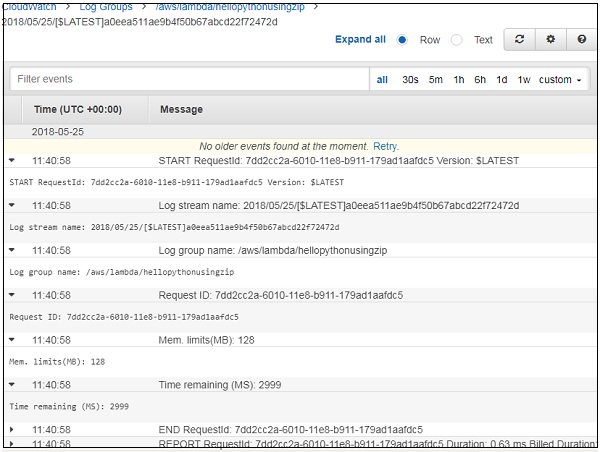 CloudWatch > Log Groups > /aws/lambda/hellopythonusingzip >
2018/05/25/[$LATEST]a0eea511ae9b4f50b67abcd22f72472d
Expand all Row Text
Filter events all 30s 5m 1h 6h 1d 1w custom
Time (UTC +00:00) Message
2018-05-25
No older events found at the moment. Retry.
11:40:58 START RequestId: 7dd2cc2a-6010-11e8-b911-179ad1aafdc5 Version: $LATEST
START RequestId: 7dd2cc2a-6010-11e8-b911-179ad1aafdc5 Version: $LATEST
11:40:58 Log stream name: 2018/05/25/[$LATEST]a0eea511ae9b4f50b67abcd22f72472d
Log stream name: 2018/05/25/[$LATEST]a0eea511ae9b4f50b67abcd22f72472d
11:40:58 Log group name: /aws/lambda/hellopythonusingzip
Log group name: /aws/lambda/hellopythonusingzip
11:40:58 Request ID: 7dd2cc2a-6010-11e8-b911-179ad1aafdc5
Request ID: 7dd2cc2a-6010-11e8-b911-179ad1aafdc5
11:40:58 Mem. limits(MB): 128
Mem. limits(MB): 128
11:40:58 Time remaining (MS): 2999
Time remaining (MS): 2999
11:40:58 END RequestId: 7dd2cc2a-6010-11e8-b911-179ad1aafdc5
11:40:58 REPORT RequestId: 7dd2cc2a-6010-11e8-b911-179ad1aafdc5 Duration: 0.63 ms Billed Duration: